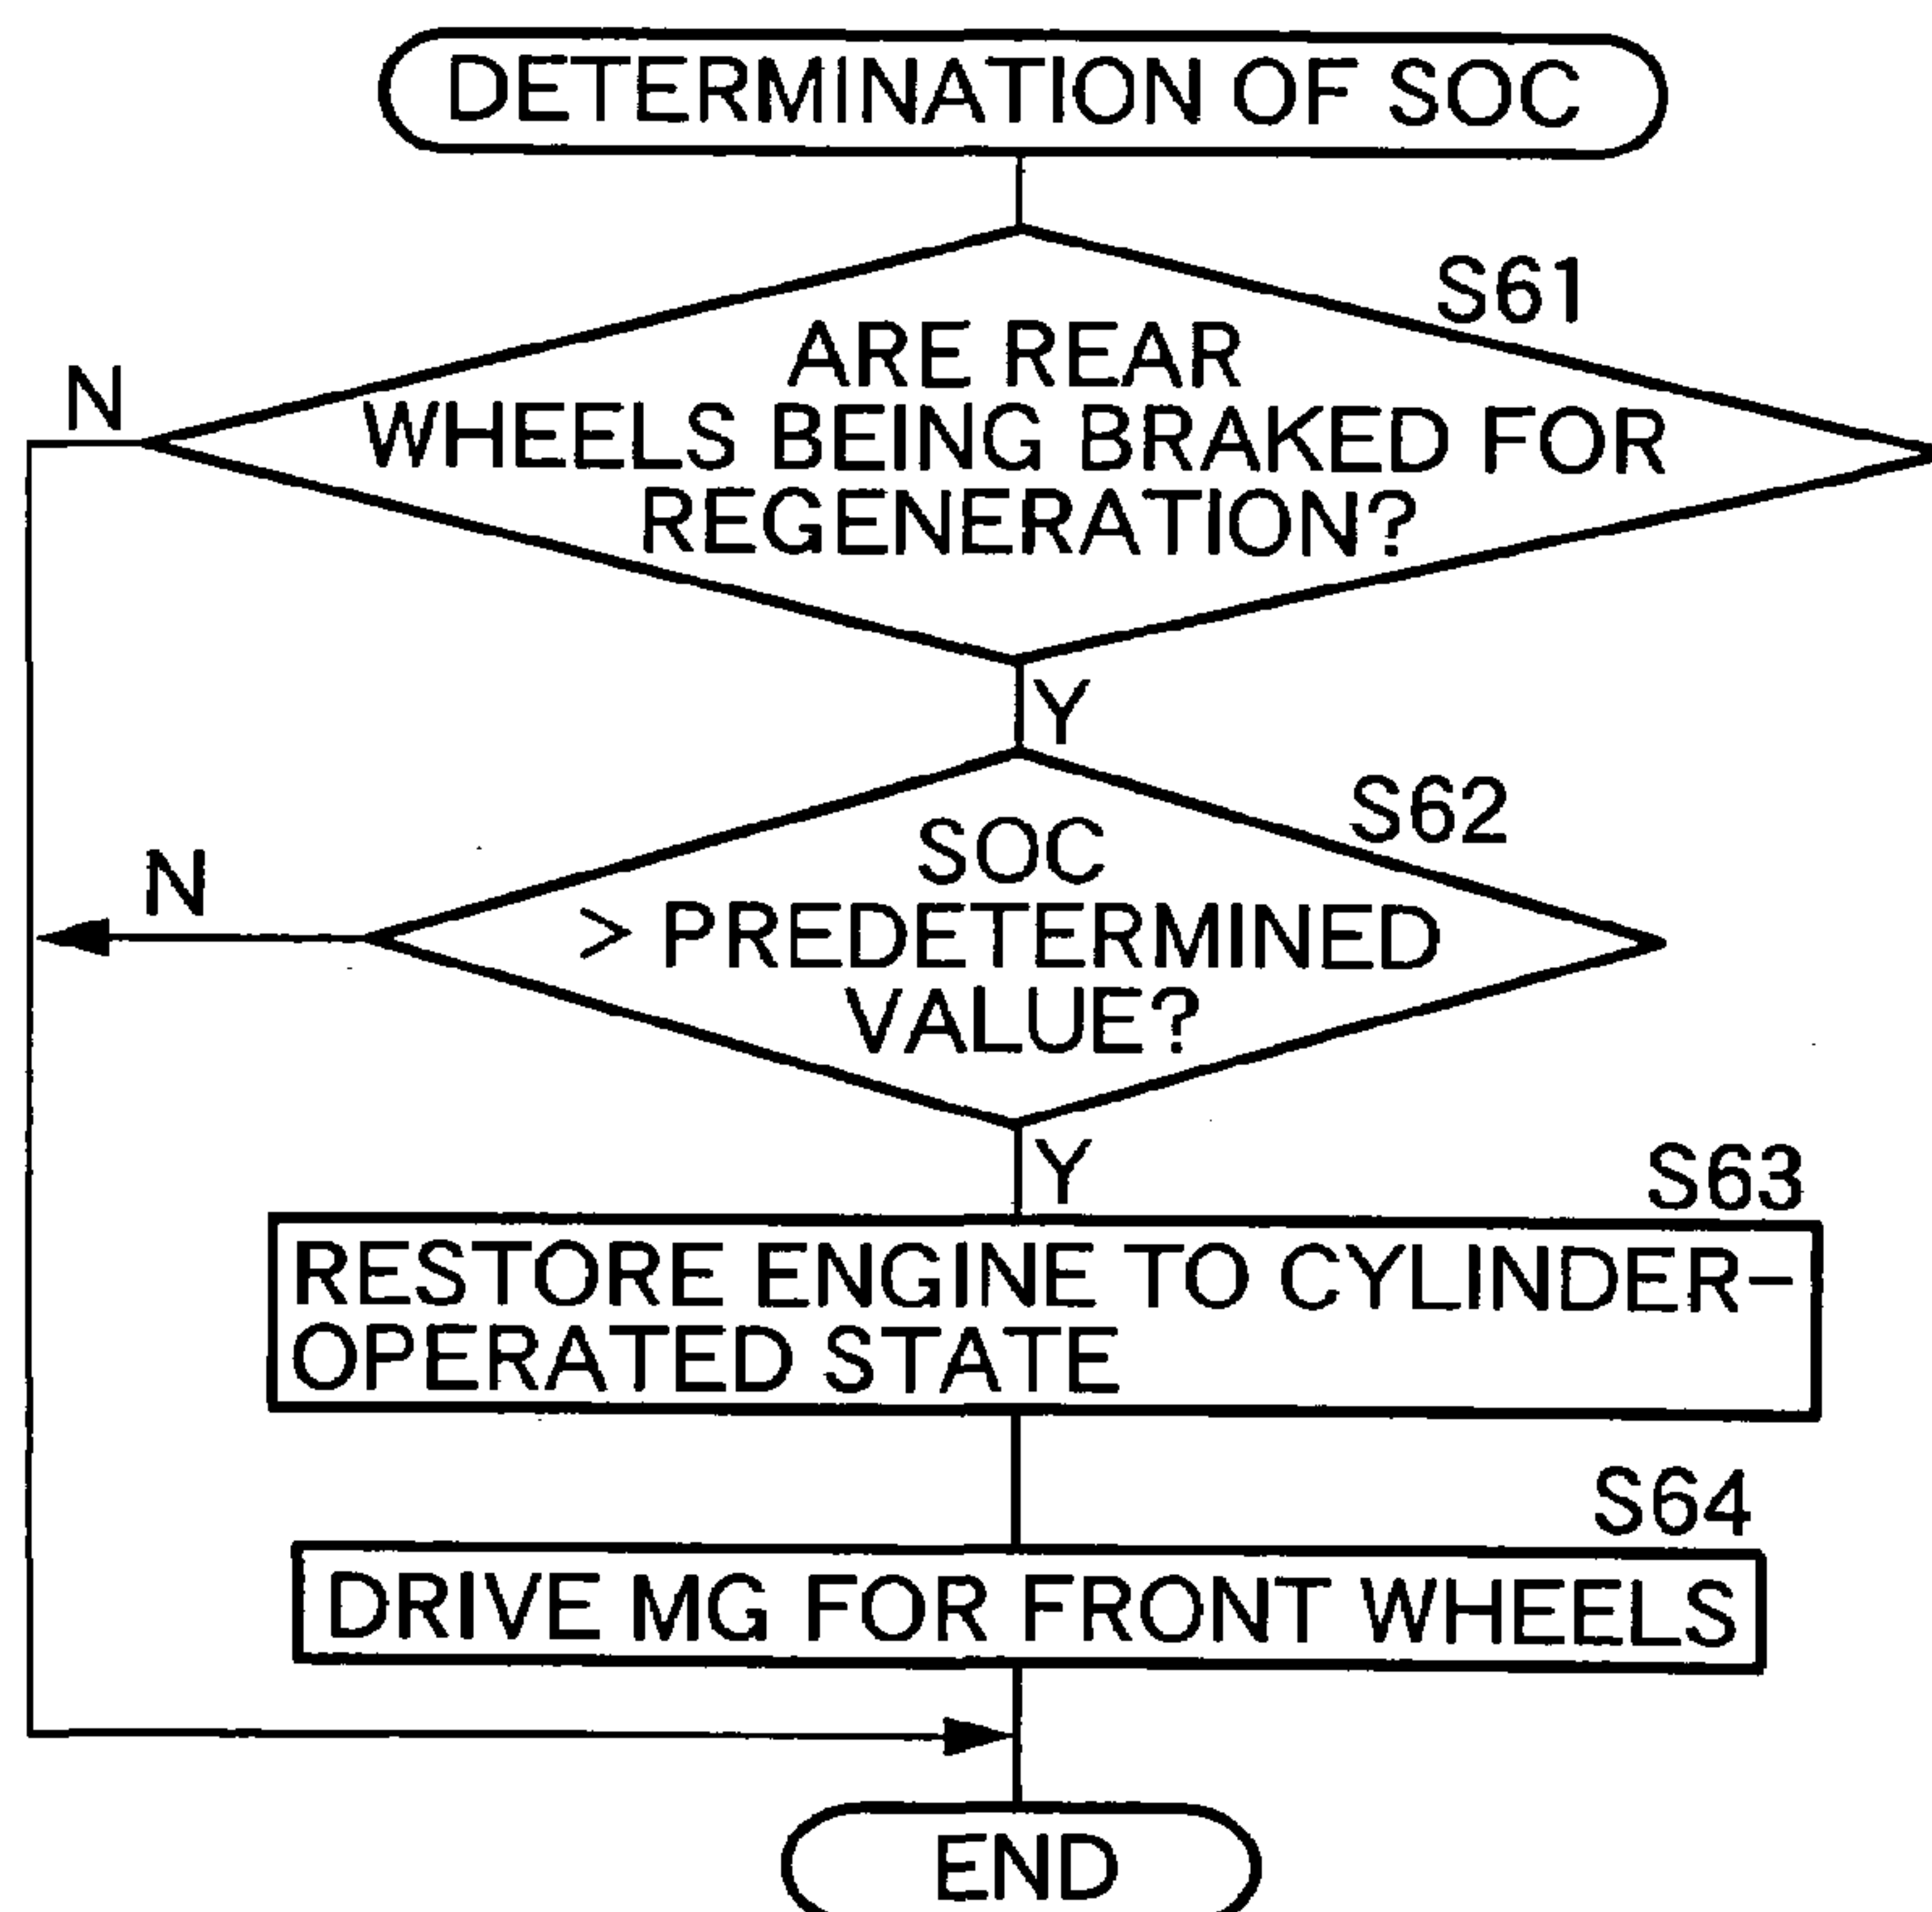 DETERMINATION OF SOC
S61
ARE REAR
N
WHEELS BEING BRAKED FOR
REGENERATION?
Y
S62
SOC
N
> PREDETERMINED
VALUE?
Y
S63
RESTORE ENGINE TO CYLINDER-
OPERATED STATE
S64
DRIVE MG FOR FRONT WHEELS
END